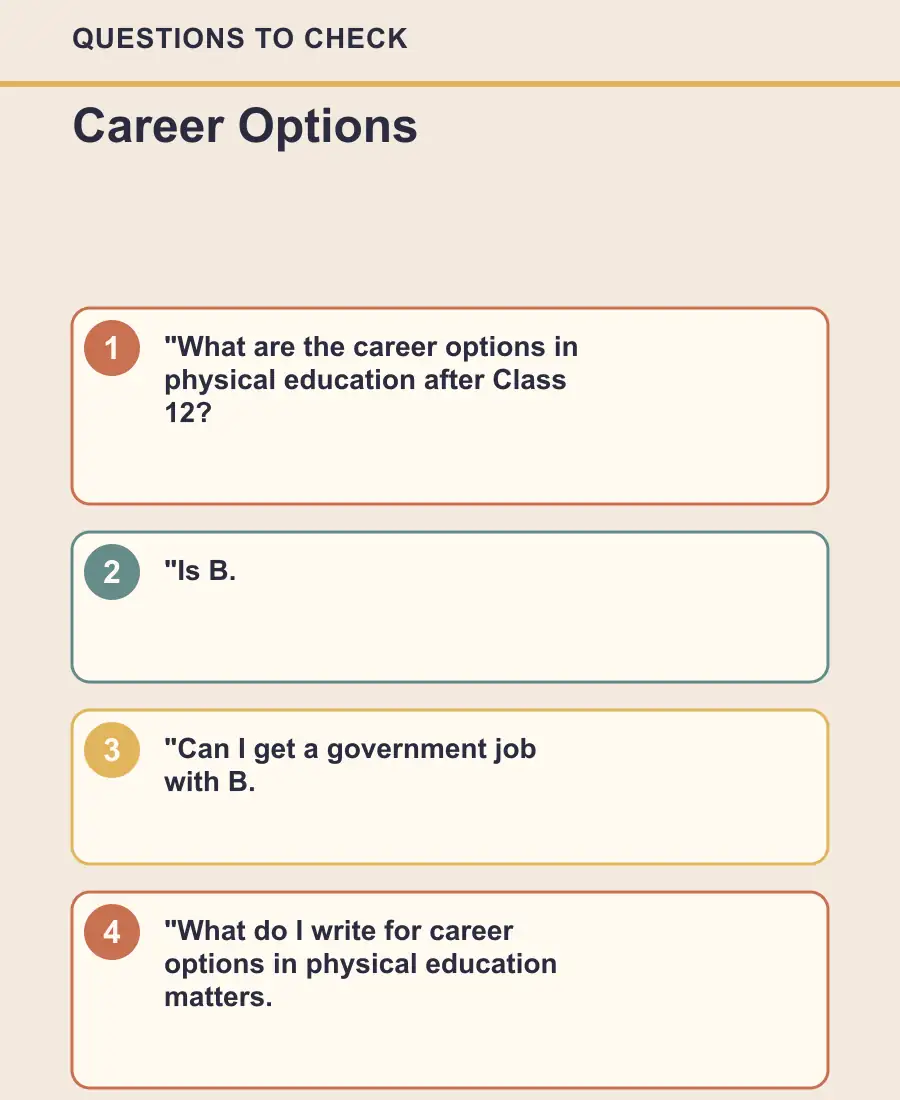 QUESTIONS TO CHECK
Career Options
1
"What are the career options in
physical education after Class
12?
2
"Is B.
3
"Can I get a government job
with B.
4
"What do I write for career
options in physical education
matters.